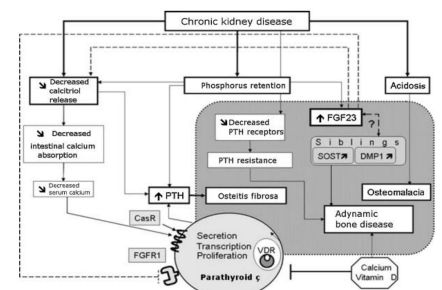 Chronic kidney disease
Decreased
calcitriol
release
Phosphorus retention
Acidosis
Decreased
PTH receptors
FGF23
?
Siblings
SOST
DMP1
Decreased
intestinal calcium
absorption
PTH resistance
Decreased
serum calcium
PTH
Osteitis fibrosa
Osteomalacia
CasR
Adynamic
bone disease
Secretion
Transcription
Proliferation
VDR
FGFR1
Parathyroid ç
Calcium
Vitamin D